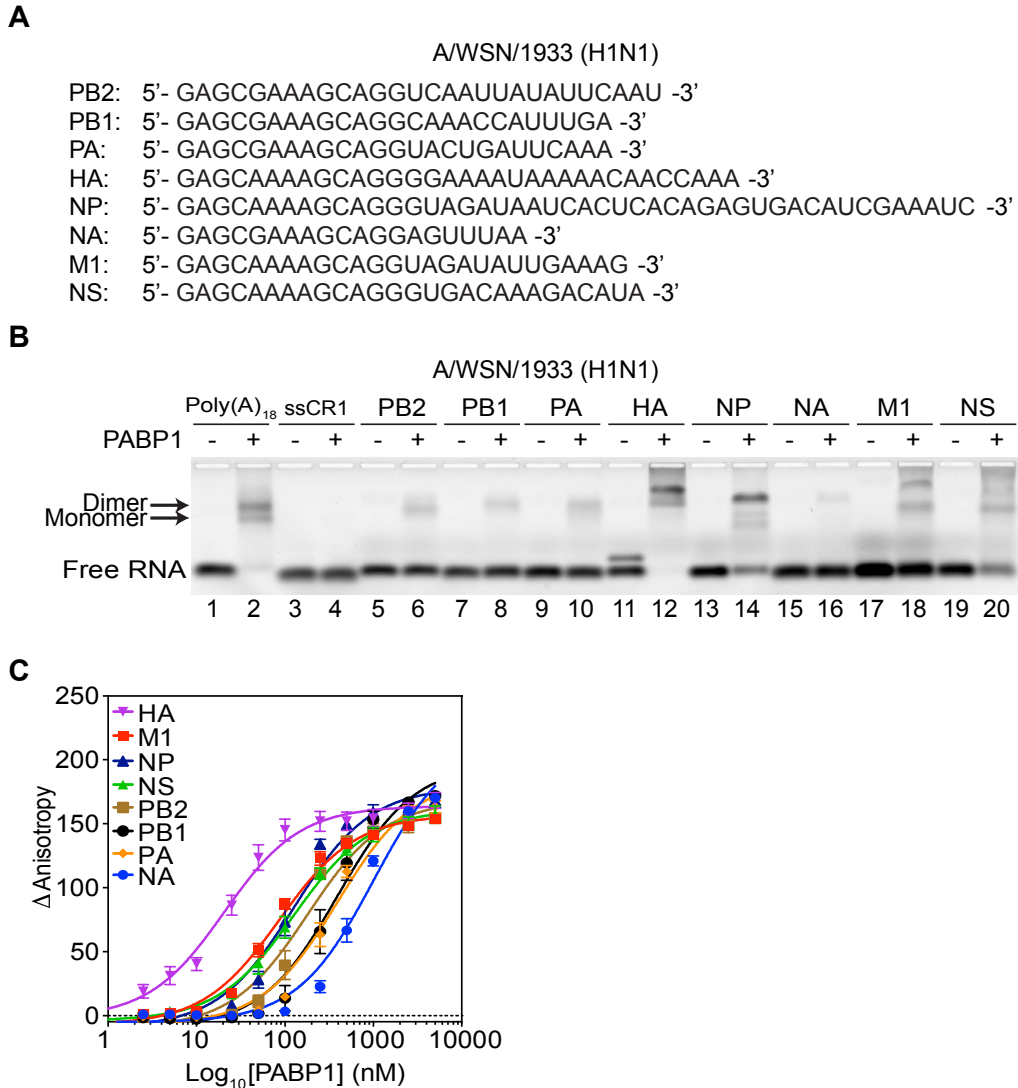 A
A/WSN/1933 (H1N1)
PB2: 5'- GAGCGAAAGCAGGUCAAUUAUAUUCAAU -3'
PB1: 5'- GAGCGAAAGCAGGCAAACCAUUUGA -3'
PA: 5'- GAGCGAAAGCAGGUACUGAUUCAAA -3'
HA: 5'- GAGCAAAAGCAGGGGAAAAUAAAAACAACCAAA -3'
NP: 5'- GAGCAAAAGCAGGGUAGAUAAUCACUCACAGAGUGACAUCGAAAUC -3'
NA: 5'- GAGCGAAAGCAGGAGUUUAA -3'
M1: 5'- GAGCAAAAGCAGGUAGAUAUUGAAAG -3'
NS: 5'- GAGCAAAAGCAGGGUGACAAAGACAUA -3'
B
A/WSN/1933 (H1N1)
Poly(A)18 ssCR1 PB2 PB1 PA HA NP NA M1 NS
PABP1: - + - + - + - + - + - + - + - + - + - +
Dimer
Monomer
Free RNA
1 2 3 4 5 6 7 8 9 10 11 12 13 14 15 16 17 18 19 20
C
250
200
150
100
50
0
ΔAnisotropy
HA
M1
NP
NS
PB2
PB1
PA
NA
1 10 100 1000 10000
Log10[PABP1] (nM)